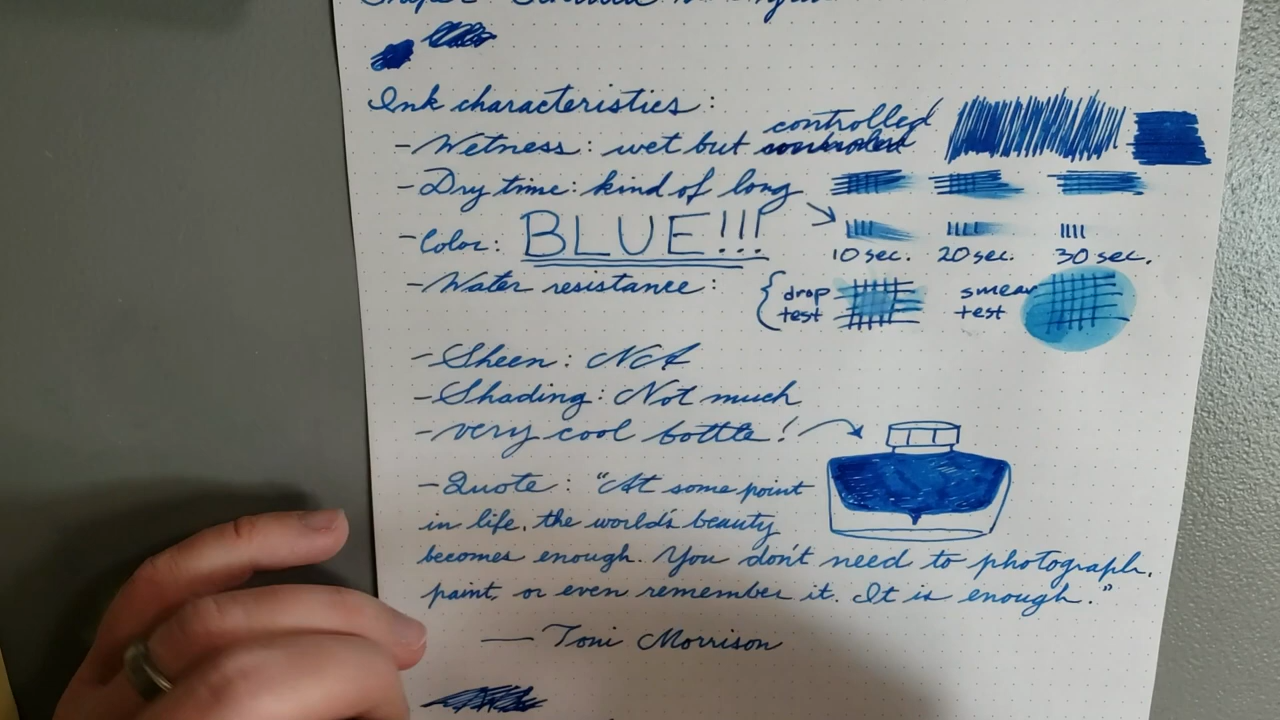 Ink characteristics:
- Wetness: wet but controlled
- Dry time: kind of long
10 sec. 20 sec. 30 sec.
- Color: BLUE!!!
- Water resistance: { drop test smear test
- Sheen: NA
- Shading: Not much
- very cool bottle!
- Quote: "At some point
in life, the world's beauty
becomes enough. You don't need to photograph,
paint, or even remember it. It is enough."
— Toni Morrison